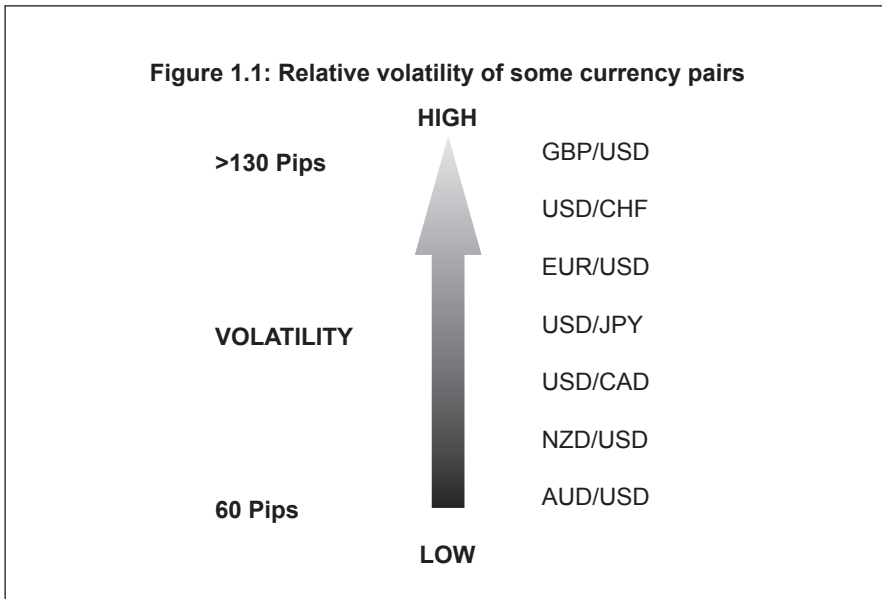 Figure 1.1: Relative volatility of some currency pairs
HIGH
>130 Pips
GBP/USD
USD/CHF
EUR/USD
VOLATILITY
USD/JPY
USD/CAD
NZD/USD
60 Pips
AUD/USD
LOW